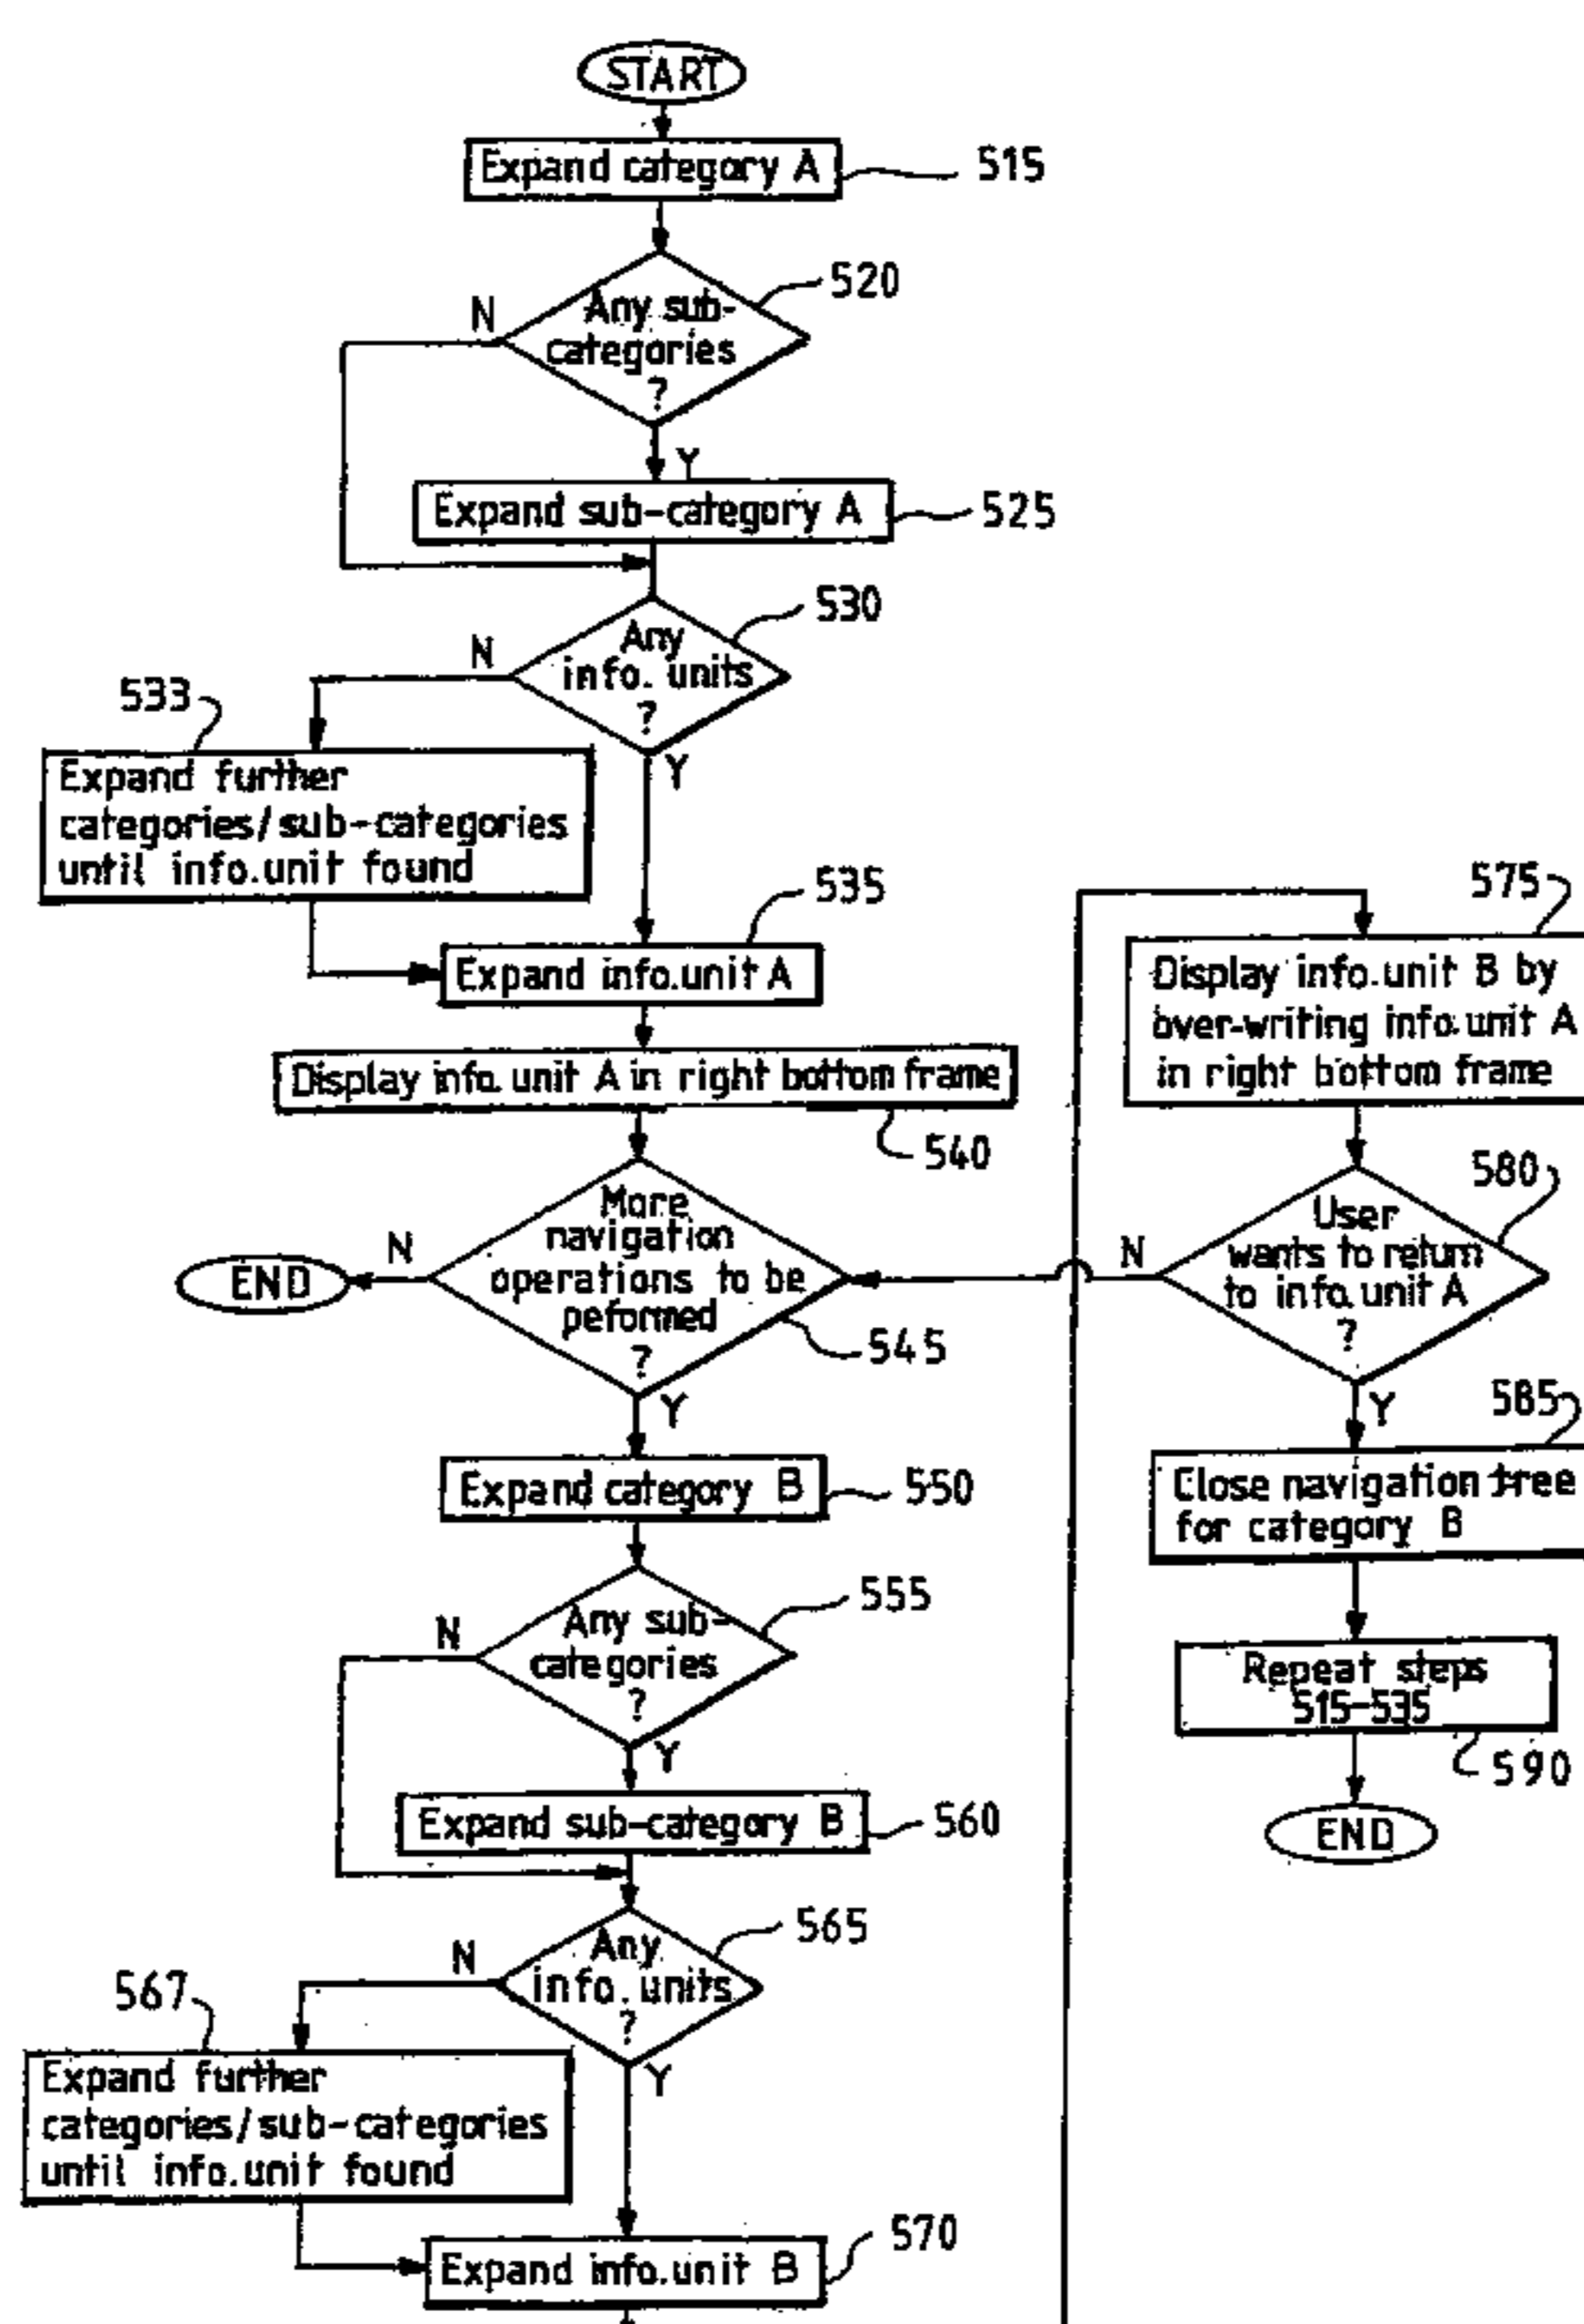 START
Expand category A
515
520
N
Any sub-
categories
?
Y
Expand sub-category A
525
530
N
Any
info. units
?
Y
533
Expand further
categories/sub-categories
until info.unit found
535
Expand info.unit A
Display info. unit A in right bottom frame
540
More
navigation
operations to be
peformed
?
N
END
545
Y
Expand category B
550
555
N
Any sub-
categories
?
Y
Expand sub-category B
560
565
N
Any
info. units
?
Y
567
Expand further
categories/sub-categories
until info.unit found
570
Expand info.unit B
575
Display info.unit B by
over-writing info.unit A
in right bottom frame
580
N
User
wants to return
to info.unit A
?
Y
585
Close navigation tree
for category B
Repeat steps
515-535
590
END